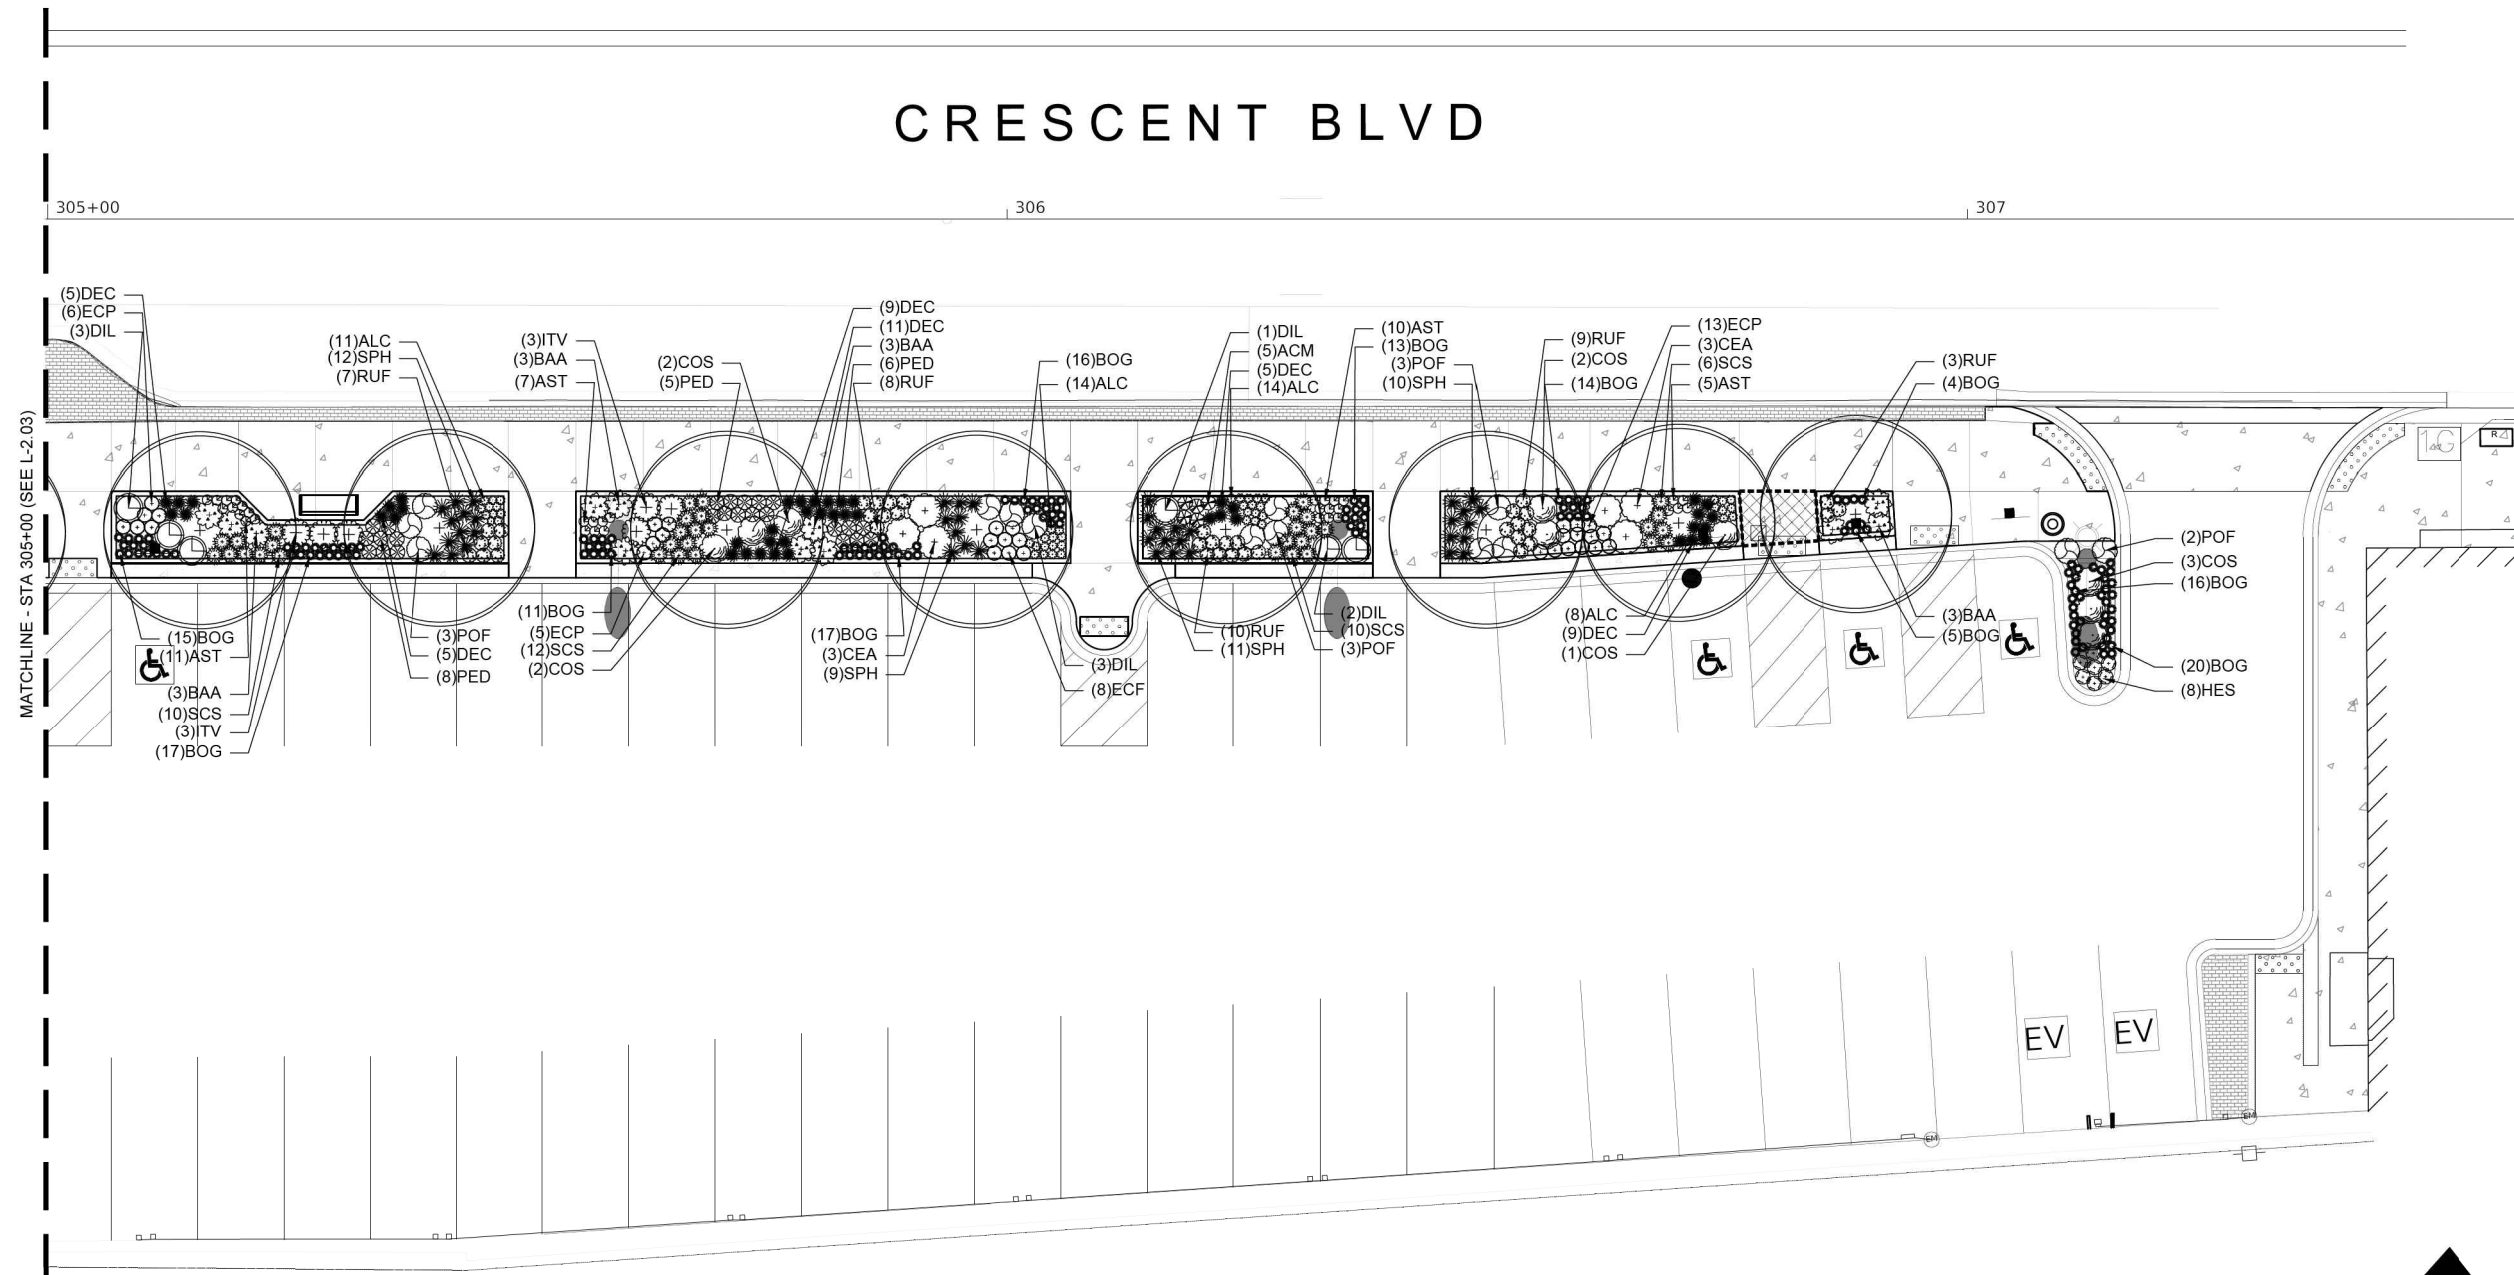 CRESCENT BLVD
305+00
306
307
MATCHLINE - STA 305+00 (SEE L-2.03)
(5)DEC
(6)ECP
(3)DIL
(11)ALC
(12)SPH
(7)RUF
(3)ITV
(3)BAA
(7)AST
(2)COS
(5)PED
(9)DEC
(11)DEC
(3)BAA
(6)PED
(8)RUF
(16)BOG
(14)ALC
(1)DIL
(5)ACM
(5)DEC
(14)ALC
(10)AST
(13)BOG
(3)POF
(10)SPH
(9)RUF
(2)COS
(14)BOG
(13)ECP
(3)CEA
(6)SCS
(5)AST
(3)RUF
(4)BOG
1G
R
(15)BOG
(11)AST
(3)BAA
(10)SCS
(3)ITV
(17)BOG
(3)POF
(5)DEC
(8)PED
(11)BOG
(5)ECP
(12)SCS
(2)COS
(17)BOG
(3)CEA
(9)SPH
(3)DIL
(8)ECF
(10)RUF
(11)SPH
(2)DIL
(10)SCS
(3)POF
(8)ALC
(9)DEC
(1)COS
(3)BAA
(5)BOG
(2)POF
(3)COS
(16)BOG
(20)BOG
(8)HES
EV
EV
EM
EM